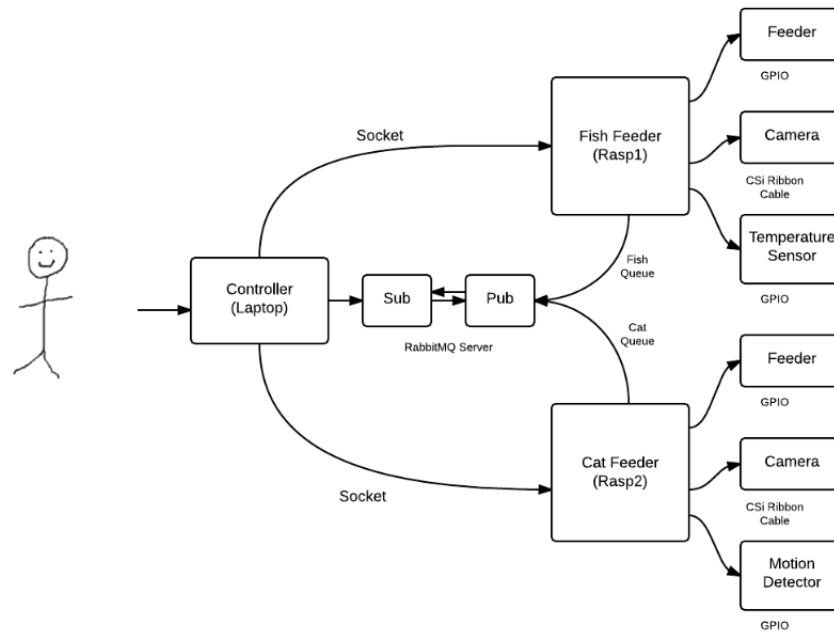 Feeder
GPIO
Socket
Fish Feeder
(Rasp1)
Camera
CSi Ribbon
Cable
Temperature
Sensor
GPIO
Controller
(Laptop)
Sub
Pub
Fish
Queue
RabbitMQ Server
Cat
Queue
Feeder
GPIO
Socket
Cat Feeder
(Rasp2)
Camera
CSi Ribbon
Cable
Motion
Detector
GPIO